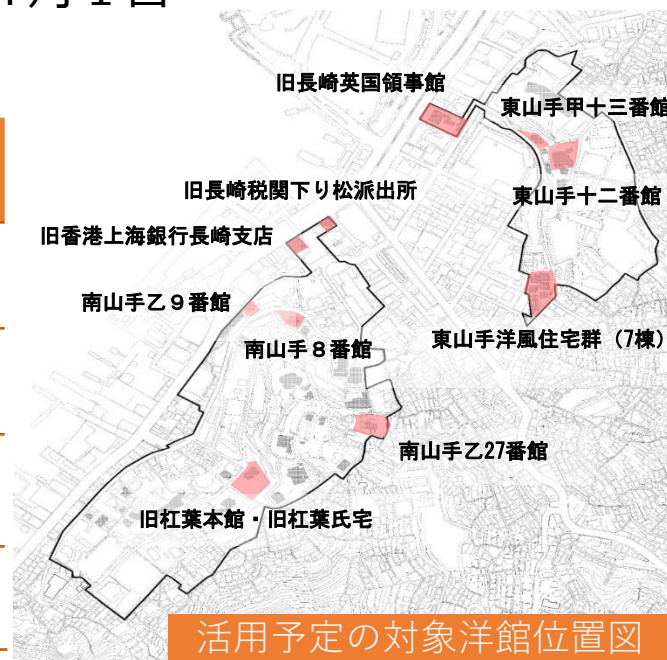 旧長崎英国領事館
東山手甲十三番館
旧長崎税関下り松派出所
東山手十二番館
旧香港上海銀行長崎支店
南山手乙９番館
南山手８番館
東山手洋風住宅群（7棟）
南山手乙27番館
旧杠葉本館・旧杠葉氏宅
活用予定の対象洋館位置図